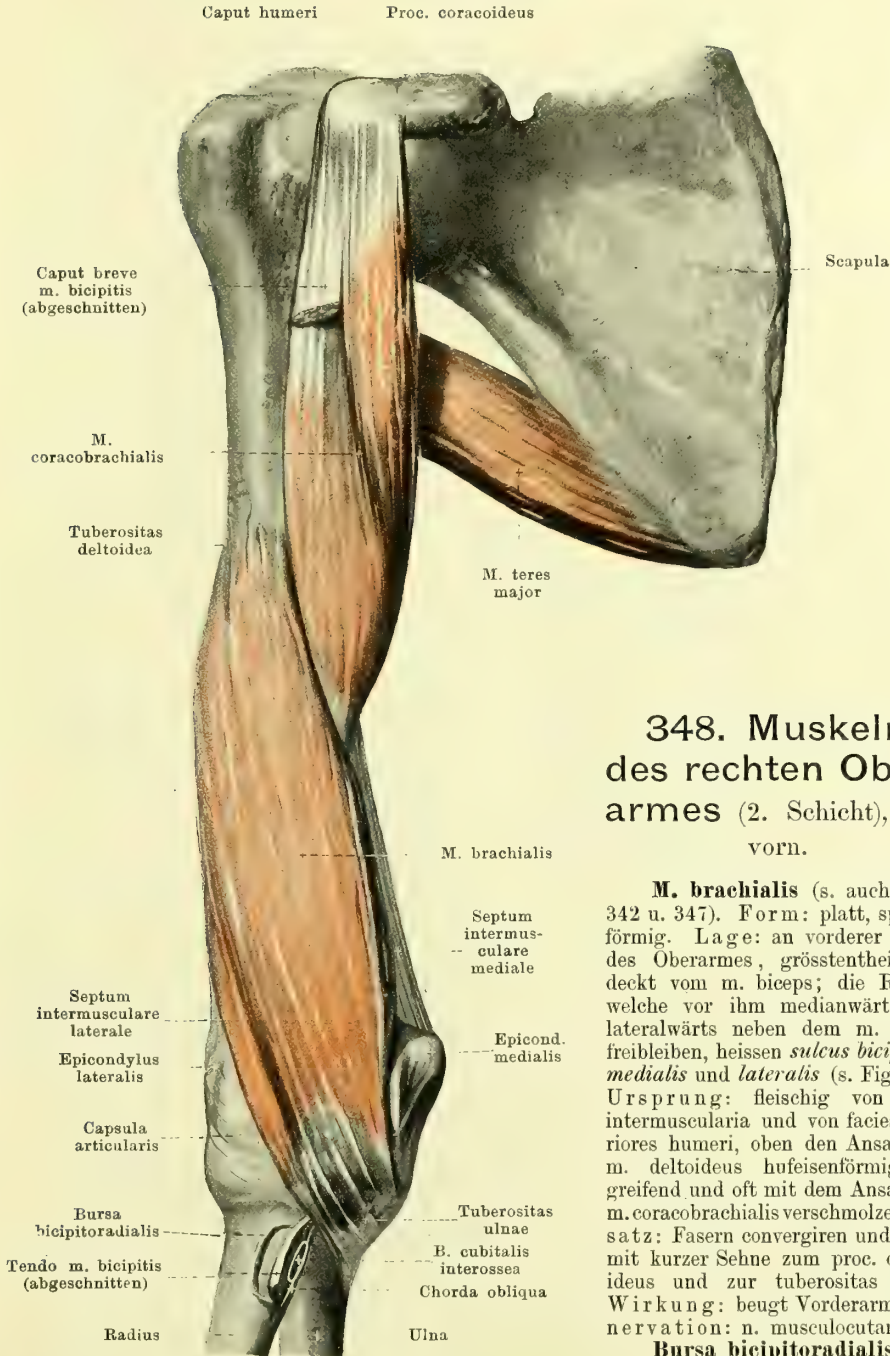 Caput humeri
Proc. coracoideus
Scapula
Caput breve
m. bicipitis
(abgeschnitten)
M.
coracobrachialis
Tuberositas
deltoidea
M. teres
major
M. brachialis
Septum
intermus-
culare
mediale
Septum
intermusculare
laterale
Epicondylus
lateralis
Epicond.
medialis
Capsula
articularis
Bursa
bicipitoradialis
Tuberositas
ulnae
B. cubitalis
interossea
Tendo m. bicipitis
(abgeschnitten)
Chorda obliqua
Radius
Ulna
348. Muskeln
des rechten Ob
armes (2. Schicht),
vorn.
M. brachialis (s. auch
342 u. 347). Form: platt, s
förmig. Lage: an vorderer
des Oberarmes, grösstenthei
deckt vom m. biceps; die
welche vor ihm medianwärt
lateralwärts neben dem m.
freibleiben, heissen sulcus bici
medialis und lateralis (s. Fig
Ursprung: fleischig von
intermuscularia und von facie
riores humeri, oben den Ansa
m. deltoideus hufeisenförmig
greifend und oft mit dem Ansa
m. coracobrachialis verschmolze
satz: Fasern convergiren und
mit kurzer Sehne zum proc.
ideus und zur tuberositas
Wirkung: beugt Vorderarm
nervation: n. musculocutan
Bursa bicipitoradialis